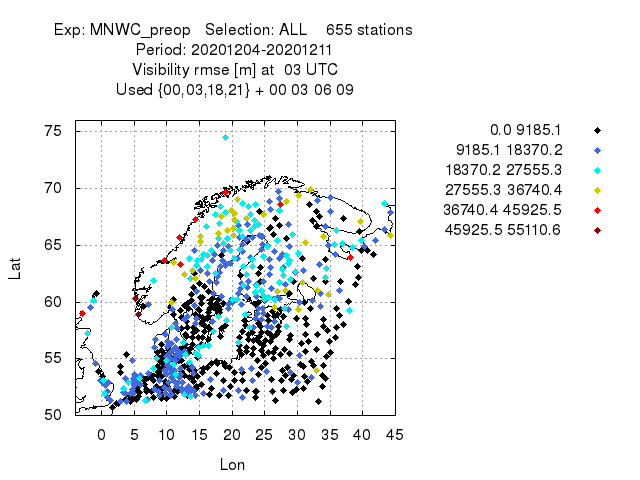 Exp: MNWC_preop   Selection: ALL    655 stations
Period: 20201204-20201211
Visibility rmse [m] at  03 UTC
Used {00,03,18,21} + 00 03 06 09
0.0 9185.1
9185.1 18370.2
18370.2 27555.3
27555.3 36740.4
36740.4 45925.5
45925.5 55110.6
75
70
65
60
55
50
Lat
0 5 10 15 20 25 30 35 40 45
Lon